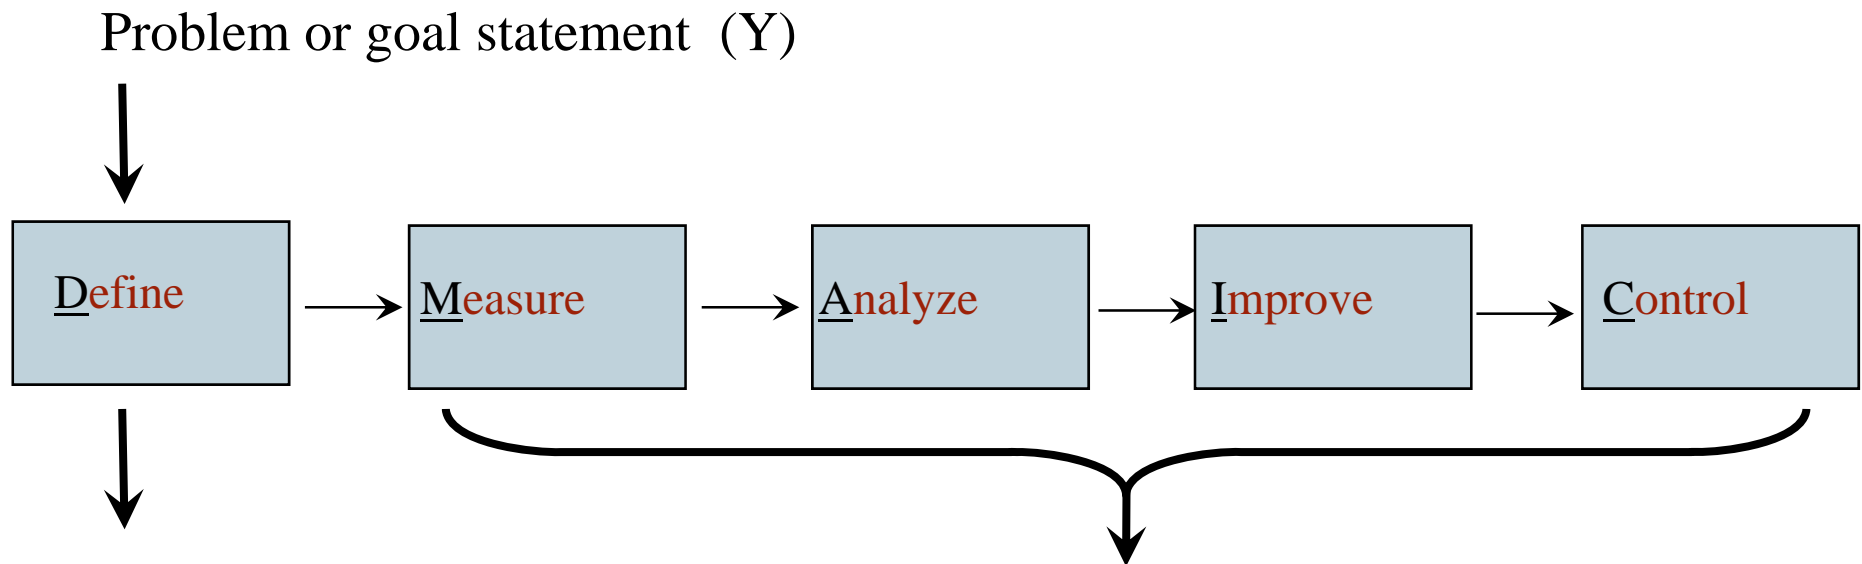 Problem or goal statement (Y)
Define
Measure
Analyze
Improve
Control